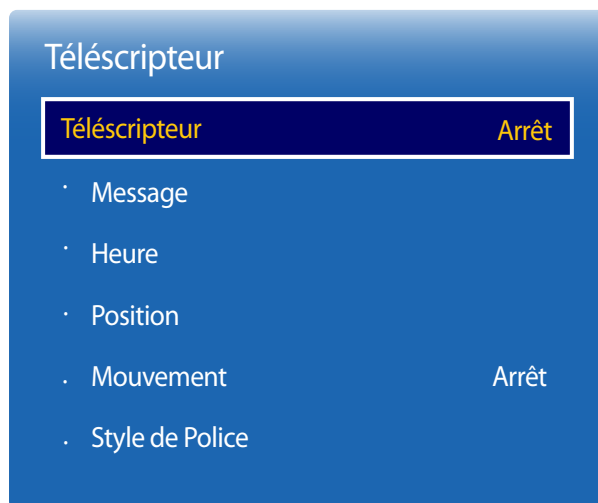 Téléscripteur
Téléscripteur Arrêt
· Message
· Heure
· Position
· Mouvement Arrêt
· Style de Police